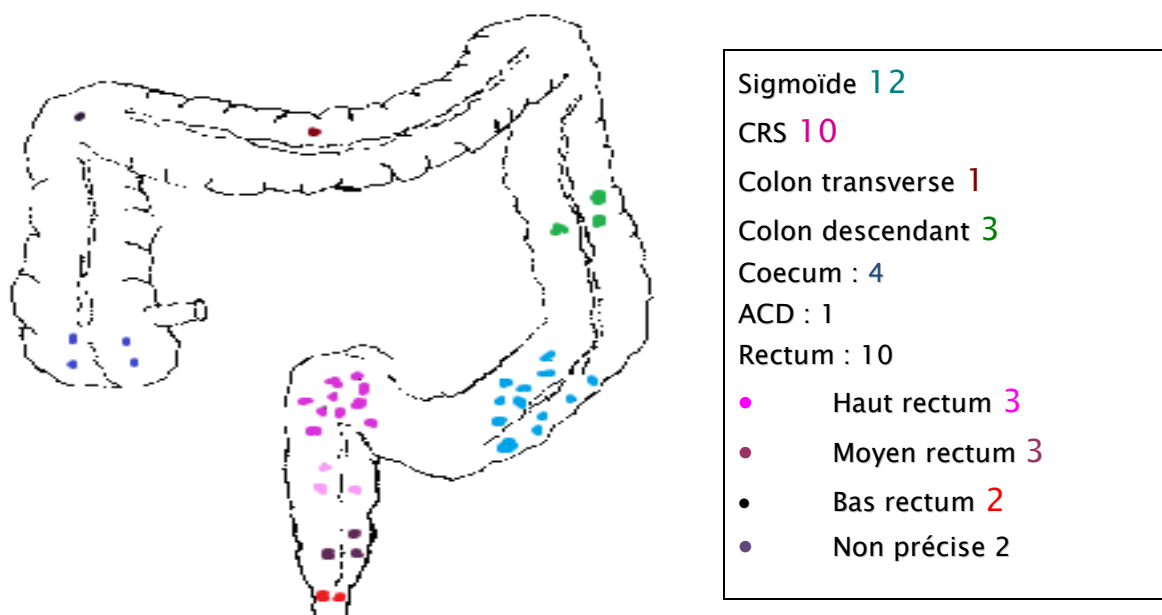 Sigmoïde 12
CRS 10
Colon transverse 1
Colon descendant 3
Coecum : 4
ACD : 1
Rectum : 10
• Haut rectum 3
• Moyen rectum 3
• Bas rectum 2
• Non précise 2